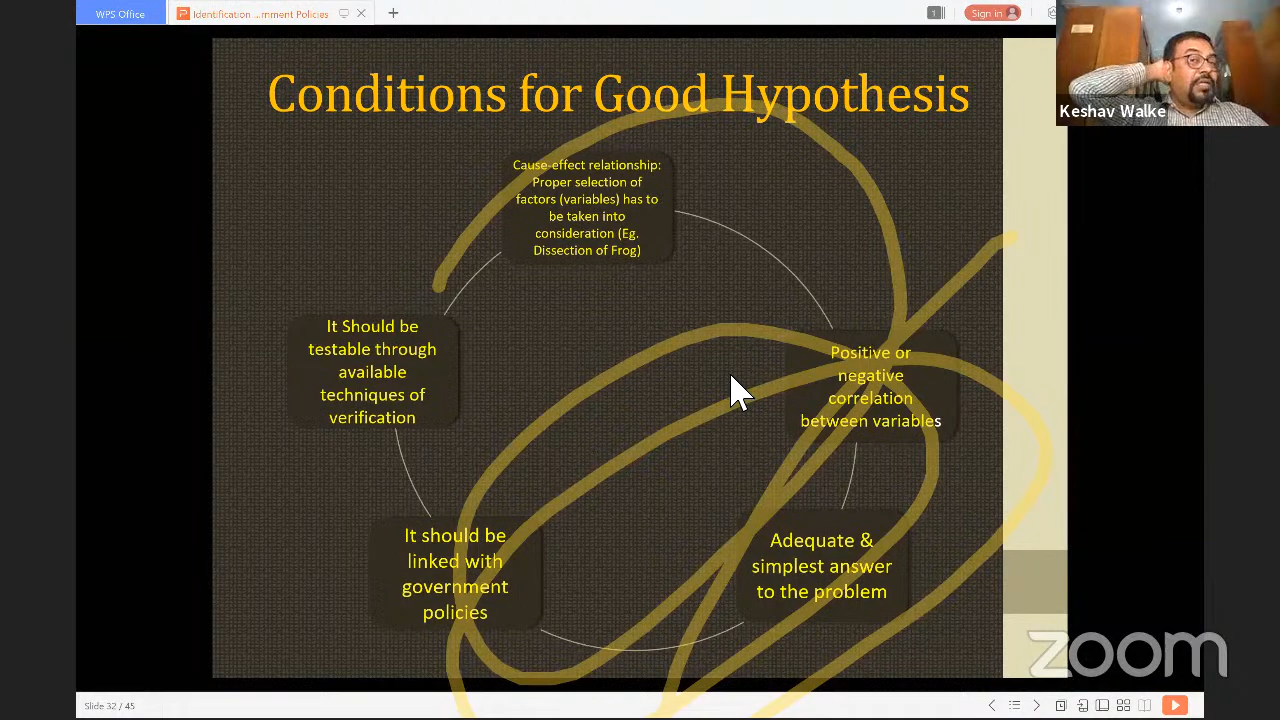 WPS Office
Identification ...rnment Policies
1
Sign in
Keshav Walke
Conditions for Good Hypothesis
Cause-effect relationship:
Proper selection of
factors (variables) has to
be taken into
consideration (Eg.
Dissection of Frog)
It Should be
testable through
available
techniques of
verification
Positive or
negative
correlation
between variables
It should be
linked with
government
policies
Adequate &
simplest answer
to the problem
zoom
Slide 32 / 45